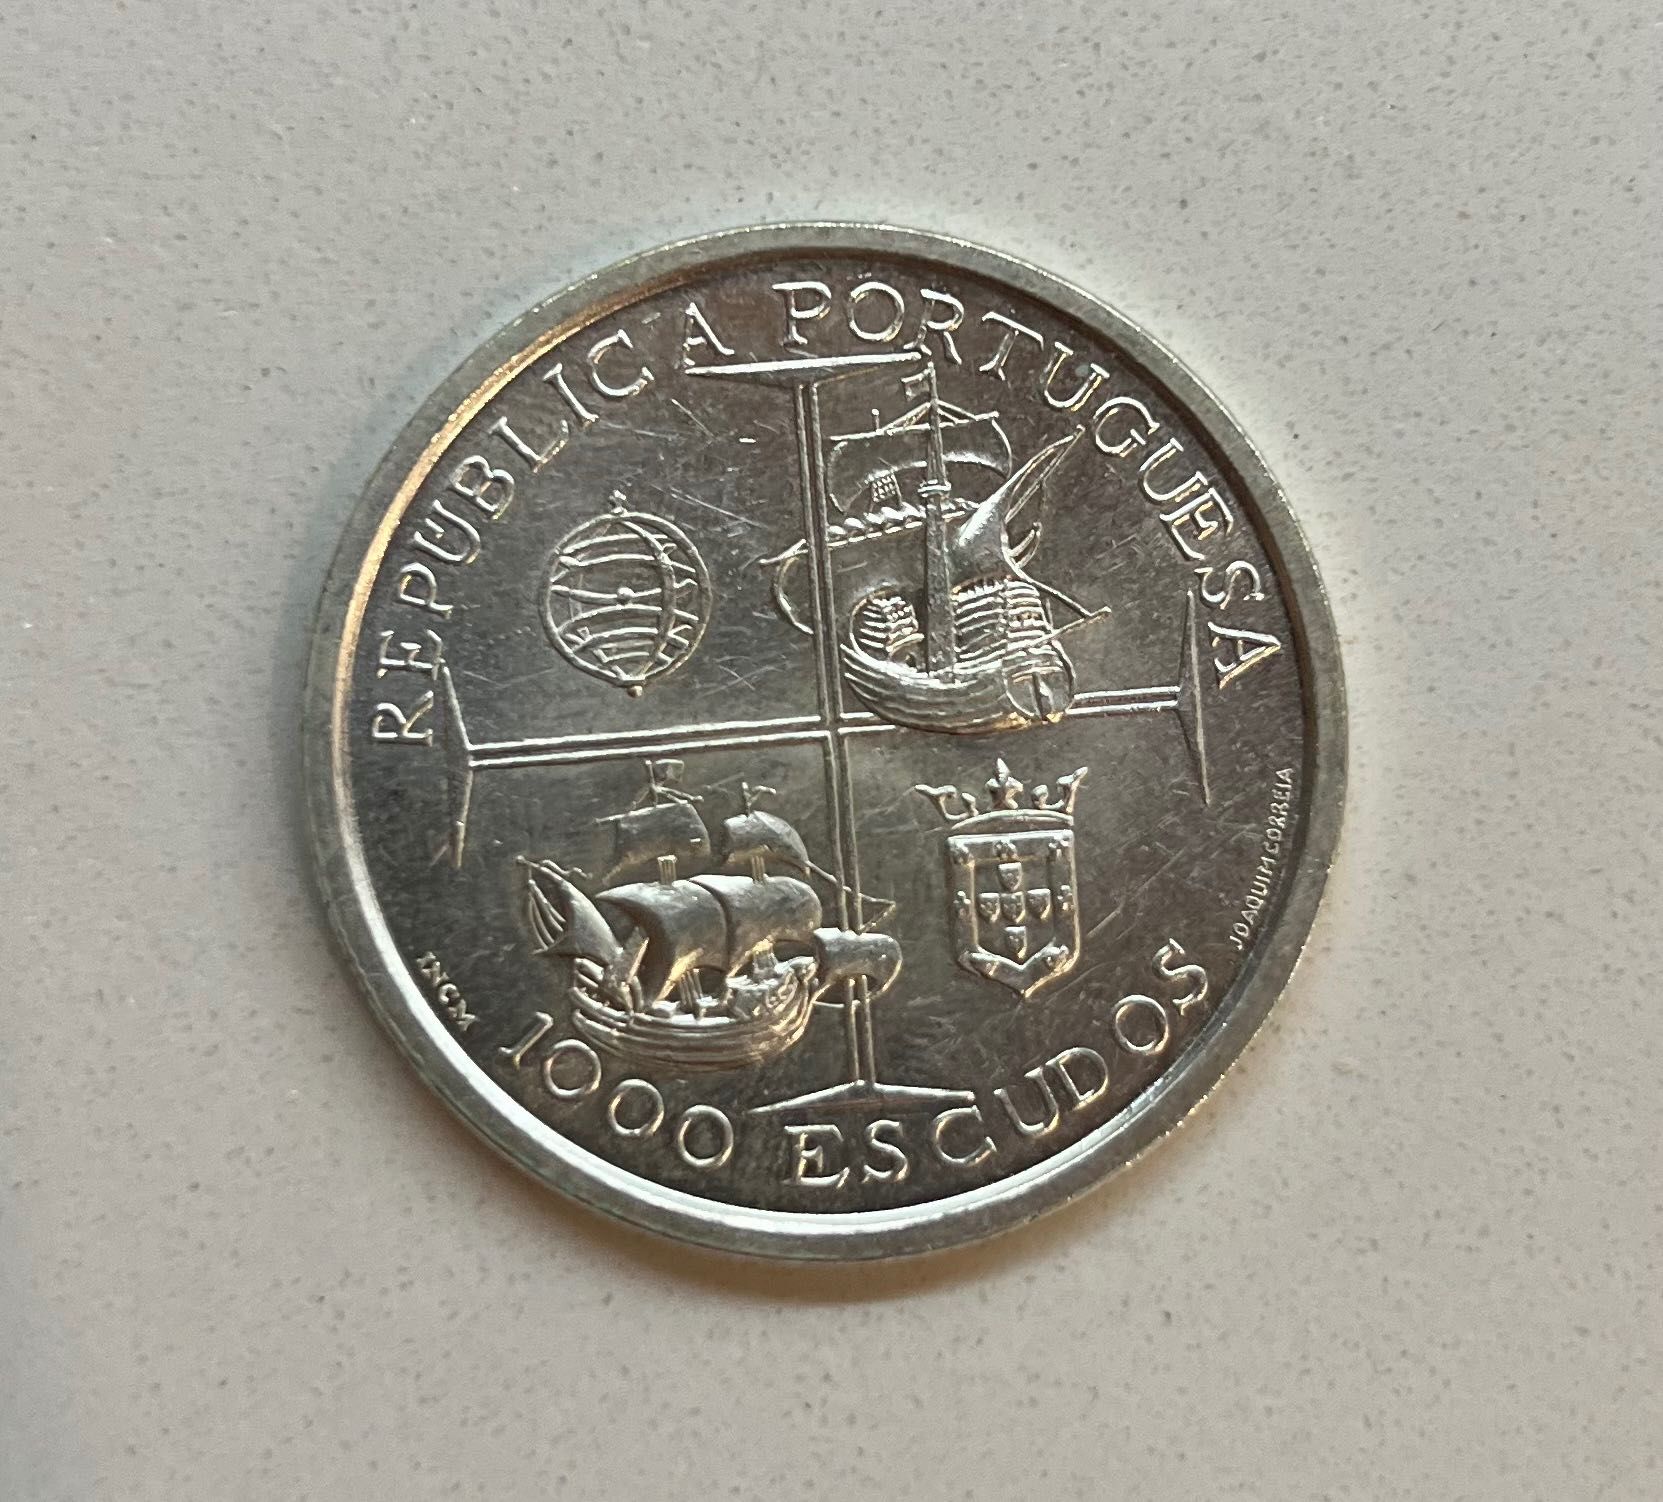 REPUBLICA PORTUGUESA
INCM
1000 ESCUDOS
JOAQUIM CORREIA